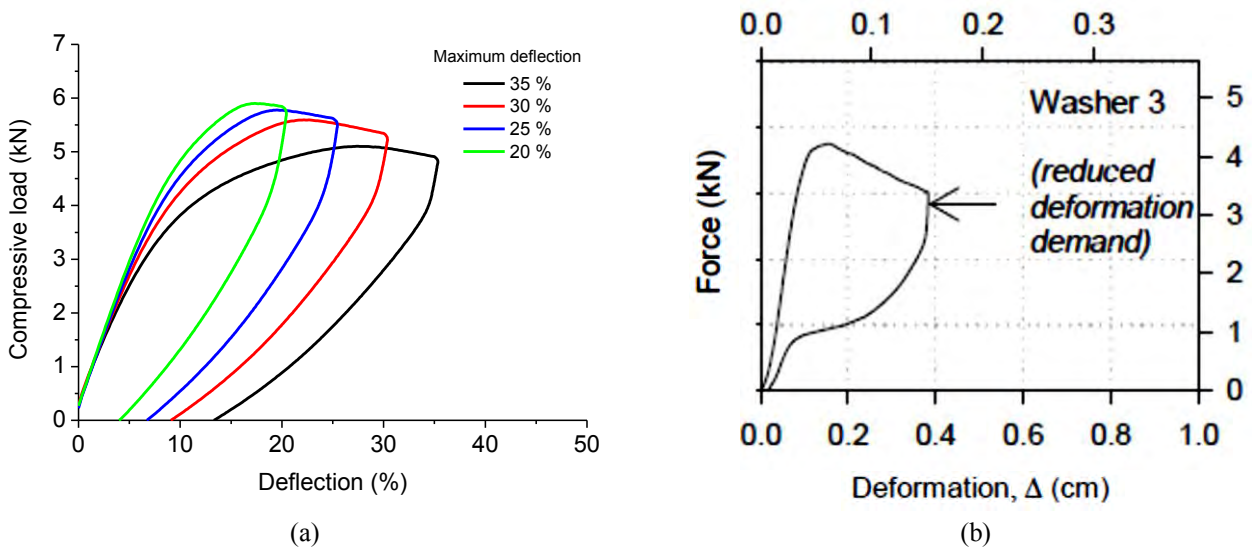 Maximum deflection
35 %
30 %
25 %
20 %
7
6
5
4
3
2
1
0
Compressive load (kN)
0 10 20 30 40 50
Deflection (%)
(a)
0.0 0.1 0.2 0.3
Washer 3
(reduced
deformation
demand)
Force (kN)
5
4
3
2
1
0
0.0 0.2 0.4 0.6 0.8 1.0
Deformation, Δ (cm)
(b)